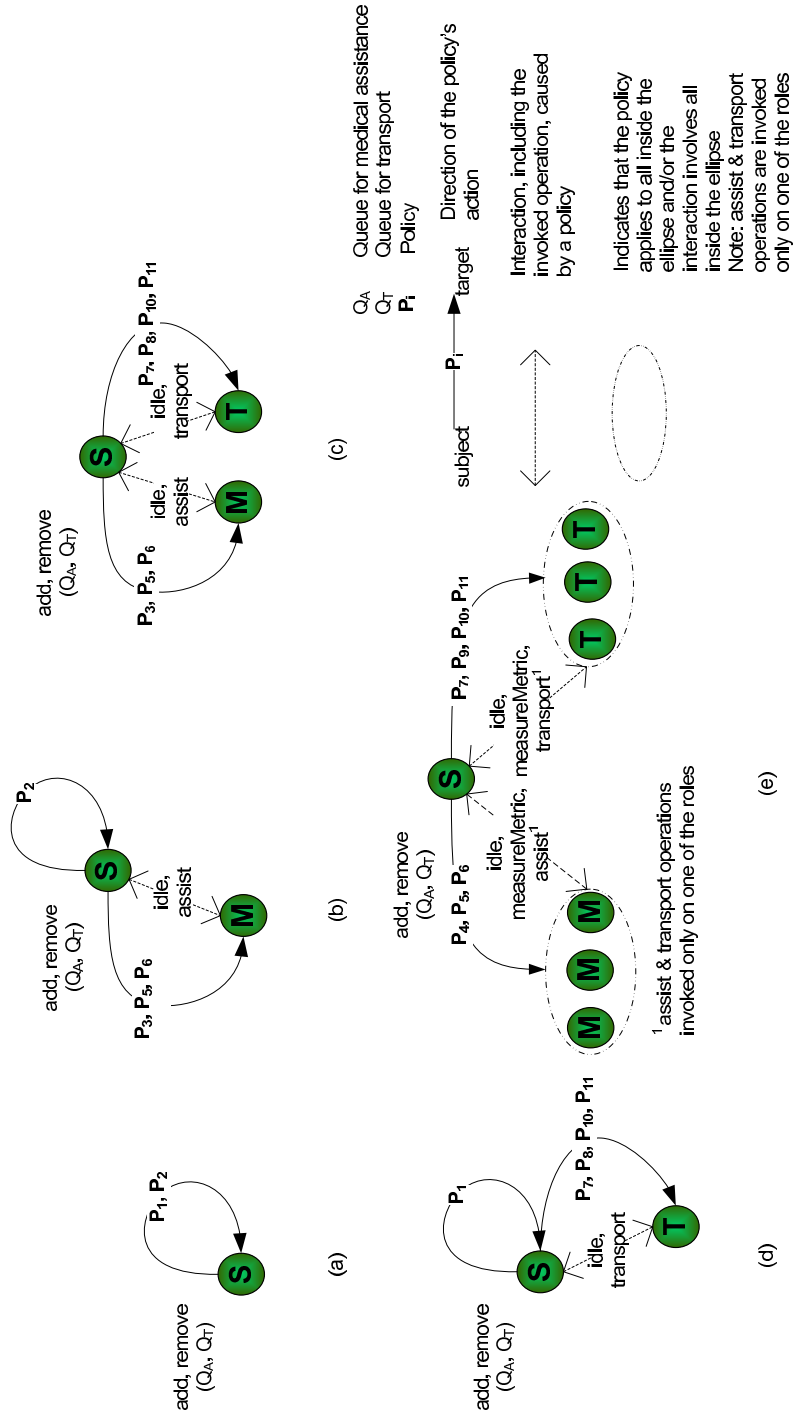 add, remove
(QA, QT)
S
P1, P2
(a)
add, remove
(QA, QT)
S
P2
P3, P5, P6
idle,
assist
M
(b)
add, remove
(QA, QT)
S
P3, P5, P6
idle,
assist
idle,
transport
P7, P8, P10, P11
M
T
(c)
add, remove
(QA, QT)
S
P1
P7, P8, P10, P11
idle,
transport
T
(d)
add, remove
(QA, QT)
S
P4, P5, P6
P7, P9, P10, P11
idle,
measureMetric,
assist1
idle,
measureMetric,
transport1
M
M
M
T
T
T
1 assist & transport operations
invoked only on one of the roles
(e)
QA Queue for medical assistance
QT Queue for transport
Pi Policy
subject Pi target
Direction of the policy's
action
Interaction, including the
invoked operation, caused
by a policy
Indicates that the policy
applies to all inside the
ellipse and/or the
interaction involves all
inside the ellipse
Note: assist & transport
operations are invoked
only on one of the roles